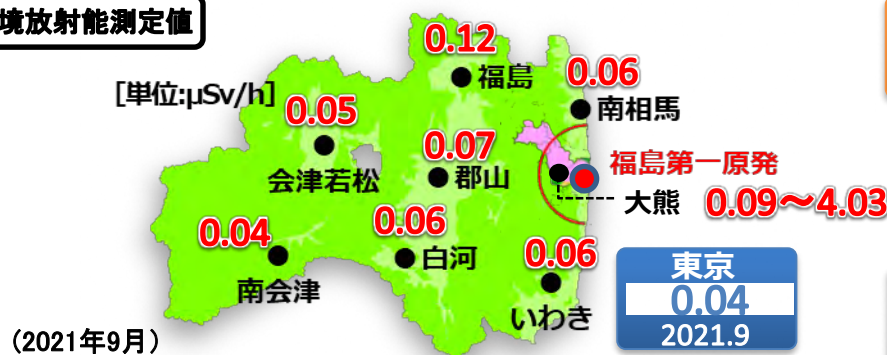 境放射能測定値
[単位:μSv/h]
0.12
福島
0.06
南相馬
0.05
会津若松
0.07
郡山
福島第一原発
大熊 0.09～4.03
0.04
南会津
0.06
白河
0.06
いわき
東京
0.04
2021.9
(2021年9月)